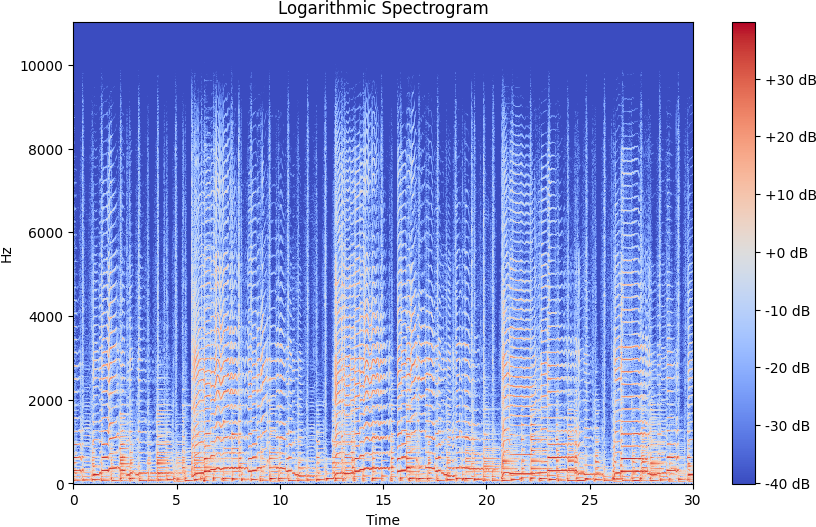 Logarithmic Spectrogram
Hz
10000
8000
6000
4000
2000
0
0 5 10 15 20 25 30
Time
+30 dB
+20 dB
+10 dB
+0 dB
-10 dB
-20 dB
-30 dB
-40 dB